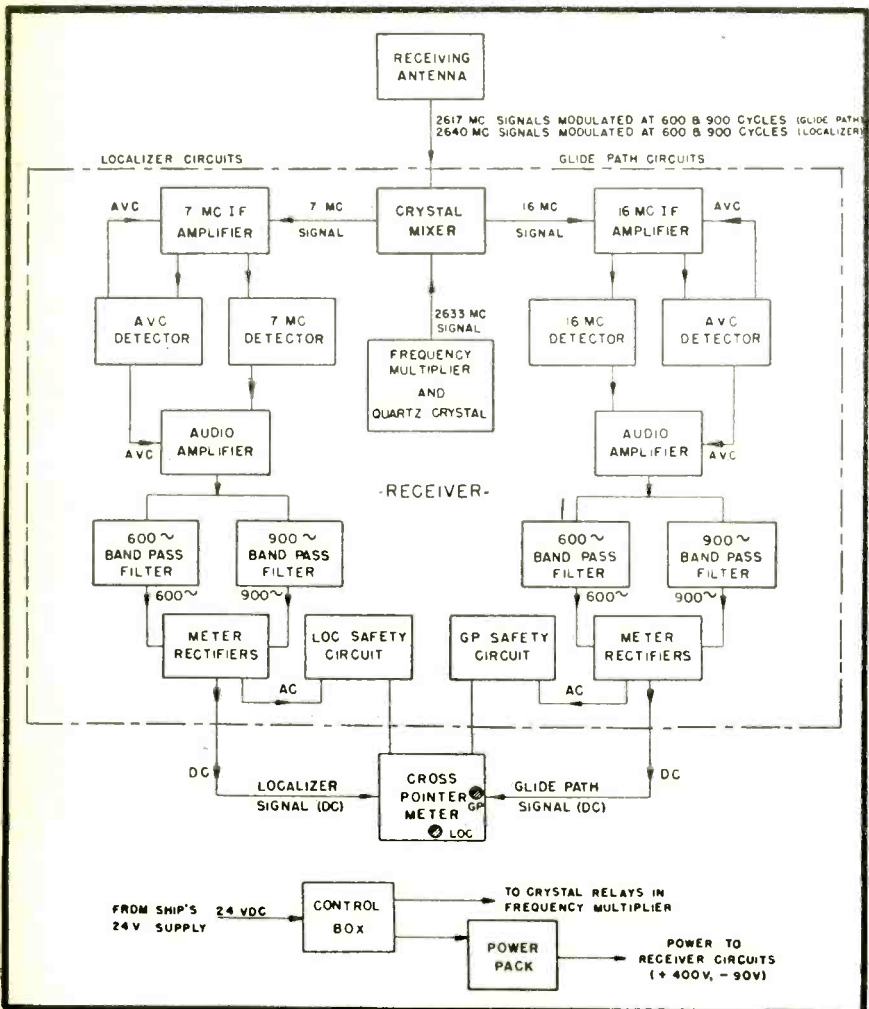 RECEIVING
ANTENNA
2617 MC SIGNALS MODULATED AT 600 & 900 CYCLES (GLIDE PATH)
2640 MC SIGNALS MODULATED AT 600 & 900 CYCLES (LOCALIZER)
LOCALIZER CIRCUITS
GLIDE PATH CIRCUITS
AVC
7 MC IF
AMPLIFIER
7 MC
SIGNAL
CRYSTAL
MIXER
16 MC
SIGNAL
16 MC IF
AMPLIFIER
AVC
AVC
DETECTOR
7 MC
DETECTOR
2633 MC
SIGNAL
FREQUENCY
MULTIPLIER
AND
QUARTZ CRYSTAL
16 MC
DETECTOR
AVC
DETECTOR
AVC
AUDIO
AMPLIFIER
AUDIO
AMPLIFIER
AVC
-RECEIVER-
600~
BAND PASS
FILTER
900~
BAND PASS
FILTER
600~
BAND PASS
FILTER
900~
BAND PASS
FILTER
600~
900~
600~
900~
METER
RECTIFIERS
LOC SAFETY
CIRCUIT
GP SAFETY
CIRCUIT
METER
RECTIFIERS
AC
AC
DC
LOCALIZER
SIGNAL (DC)
CROSS
POINTER
METER
GP
LOC
GLIDE PATH
SIGNAL (DC)
DC
FROM SHIP'S
24V SUPPLY
24 VDC
CONTROL
BOX
TO CRYSTAL RELAYS IN
FREQUENCY MULTIPLIER
POWER
PACK
POWER TO
RECEIVER CIRCUITS
(+ 400V, - 90V)